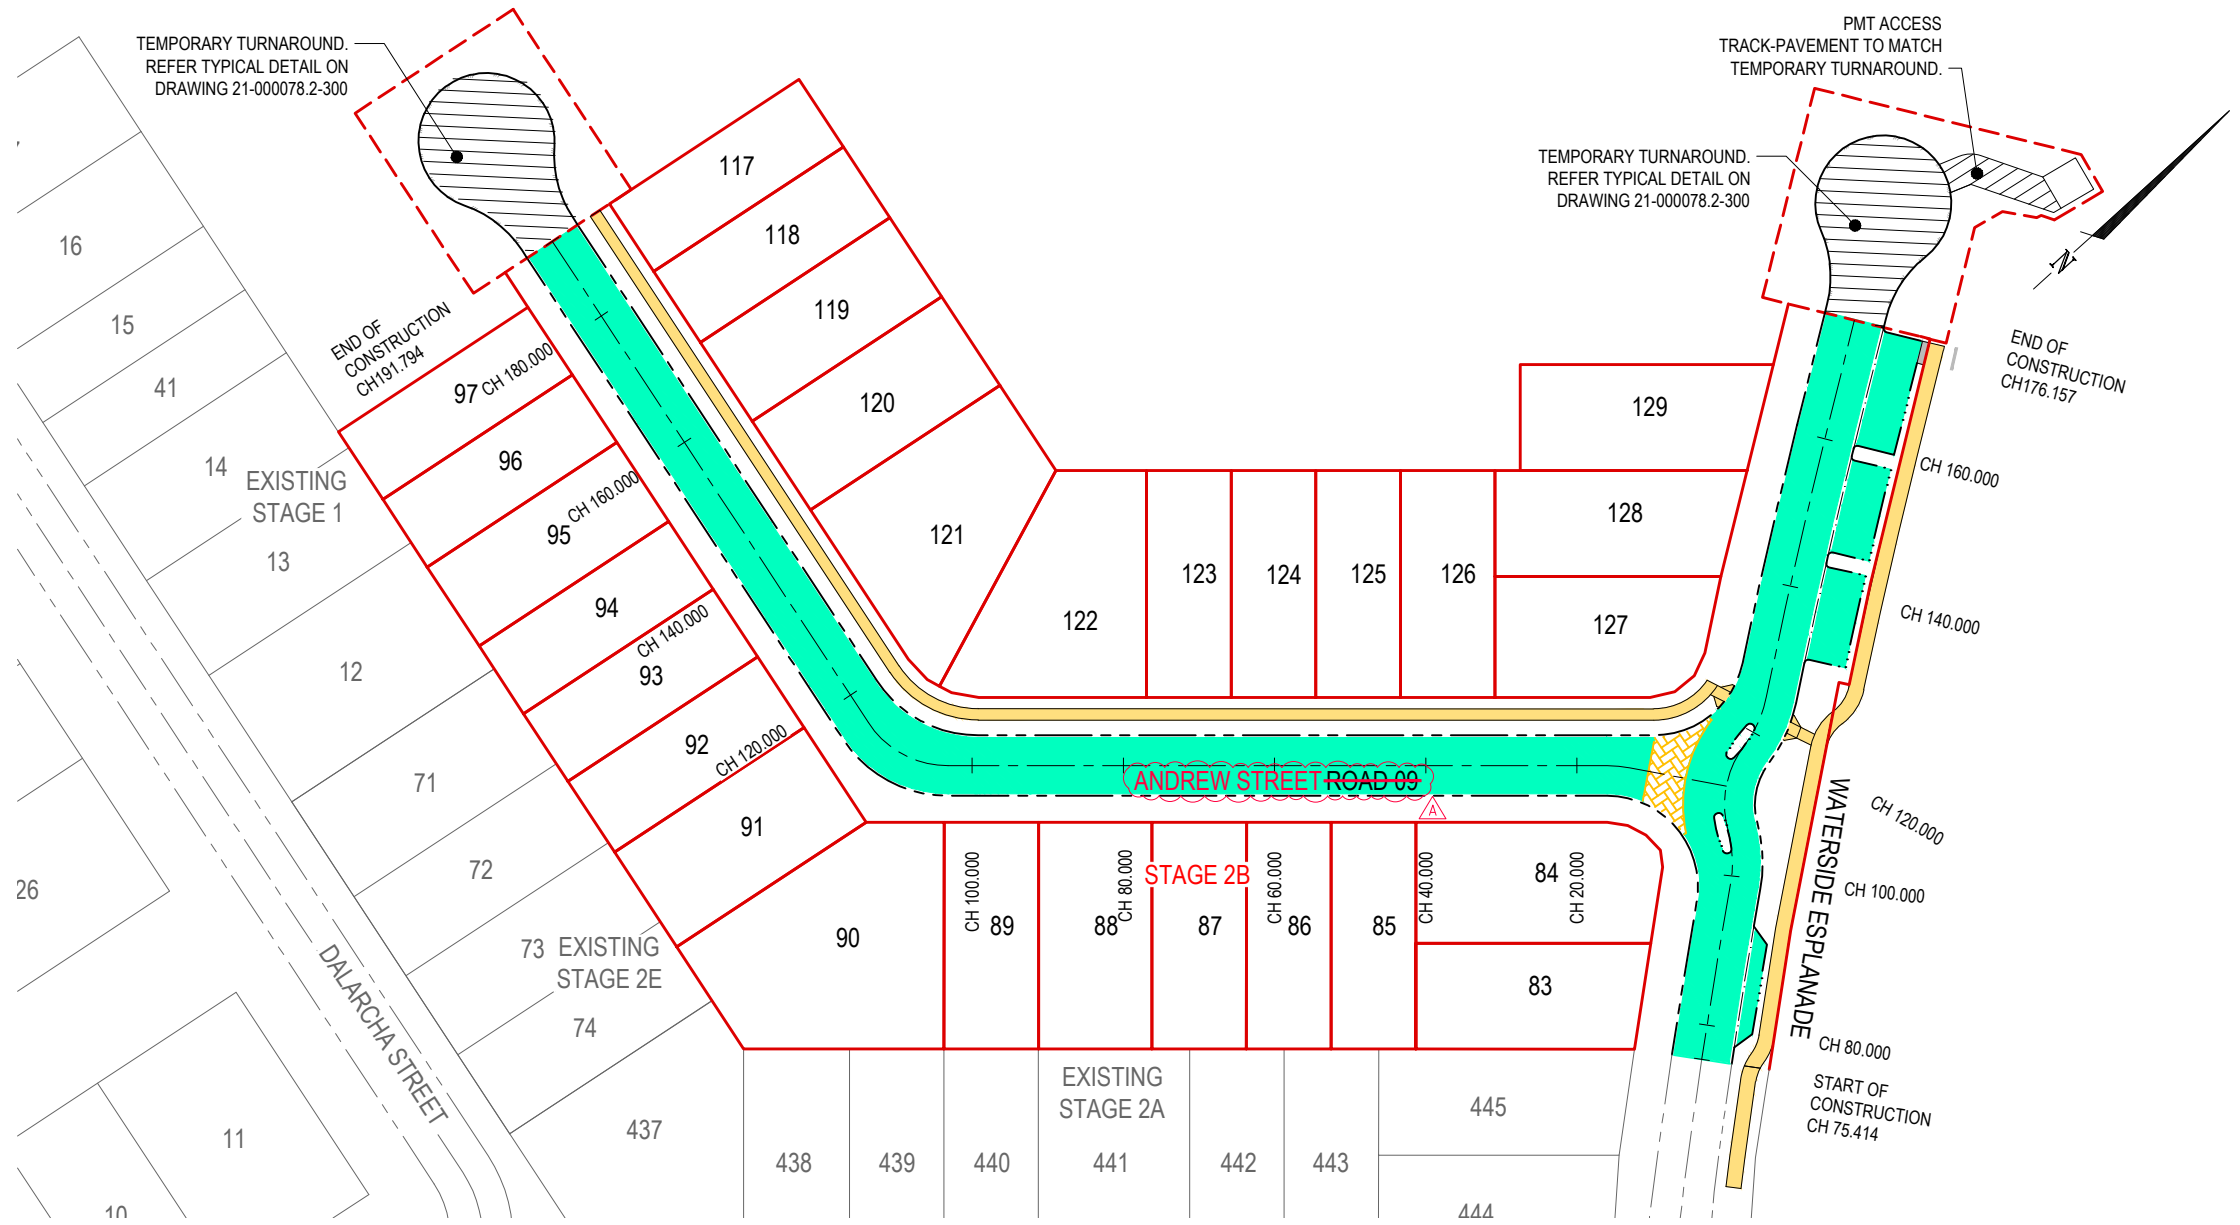 TEMPORARY TURNAROUND.
REFER TYPICAL DETAIL ON
DRAWING 21-000078.2-300
PMT ACCESS
TRACK-PAVEMENT TO MATCH
TEMPORARY TURNAROUND.
TEMPORARY TURNAROUND.
REFER TYPICAL DETAIL ON
DRAWING 21-000078.2-300
N
117
118
119
120
121
122
123
124
125
126
127
128
129
END OF
CONSTRUCTION
CH191.794
97
CH 180.000
96
95
CH 160.000
94
CH 140.000
93
92
CH 120.000
91
90
CH 100.000
89
88
CH 80.000
STAGE 2B
87
CH 60.000
86
85
CH 40.000
84
CH 20.000
83
ANDREW STREET ROAD 09
A
END OF
CONSTRUCTION
CH176.157
CH 160.000
CH 140.000
CH 120.000
CH 100.000
CH 80.000
WATERSIDE ESPLANADE
START OF
CONSTRUCTION
CH 75.414
16
15
41
14
EXISTING
STAGE 1
13
12
71
72
73
EXISTING
STAGE 2E
74
26
DALARCHA STREET
11
10
437
438
439
440
EXISTING
STAGE 2A
441
442
443
445
444